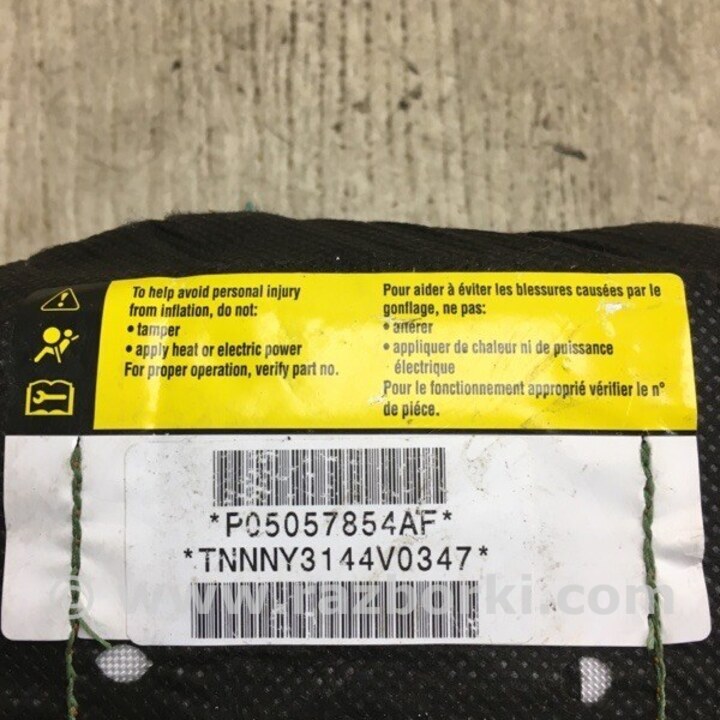 To help avoid personal injury
from inflation, do not:
• tamper
• apply heat or electric power
For proper operation, verify part no.
Pour aider à éviter les blessures causées par le
gonflage, ne pas:
• altérer
• appliquer de chaleur ni de puissance
électrique
Pour le fonctionnement approprié vérifier le n°
de piéce.
*P05057854AF*
*TNNNY3144V0347*
© www.razborki.com